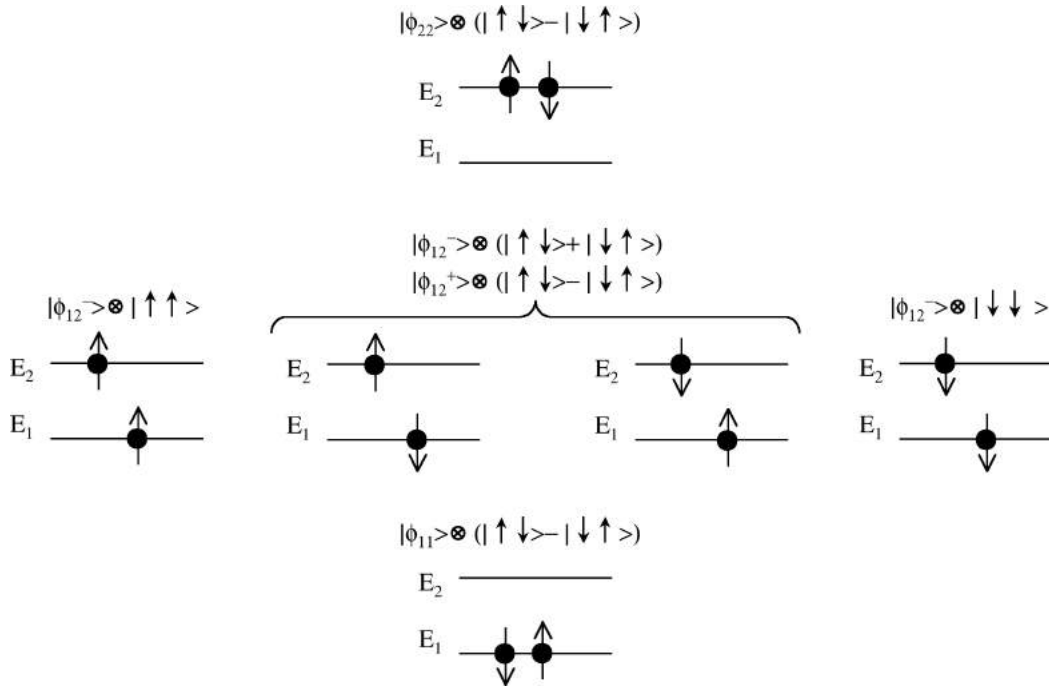 |ϕ₂₂>⊗ (|↑↓>−|↓↑>)
E₂
E₁
|ϕ₁₂⁻>⊗ (|↑↓>+|↓↑>)
|ϕ₁₂⁺>⊗ (|↑↓>−|↓↑>)
|ϕ₁₂⁻>⊗ |↑↑>
|ϕ₁₂⁻>⊗ |↓↓>
E₂ E₂ E₂ E₂
E₁ E₁ E₁ E₁
|ϕ₁₁>⊗ (|↑↓>−|↓↑>)
E₂
E₁